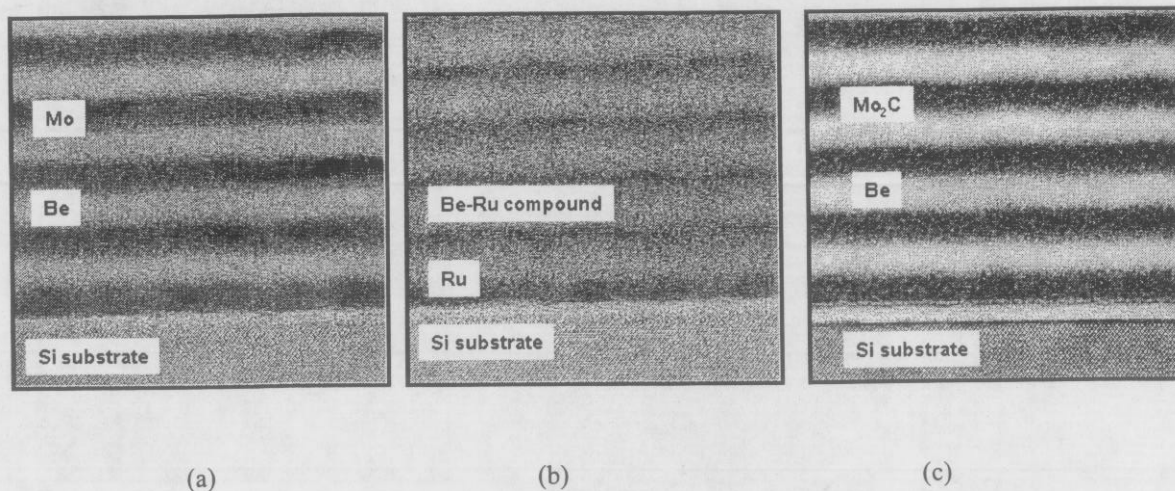 Mo
Be
Si substrate
(a)
Be-Ru compound
Ru
Si substrate
(b)
Mo₂C
Be
Si substrate
(c)